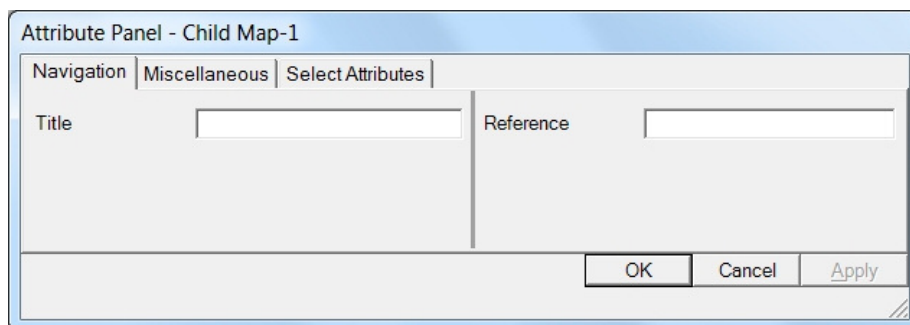 Attribute Panel - Child Map-1
Navigation Miscellaneous Select Attributes
Title Reference
OK Cancel Apply